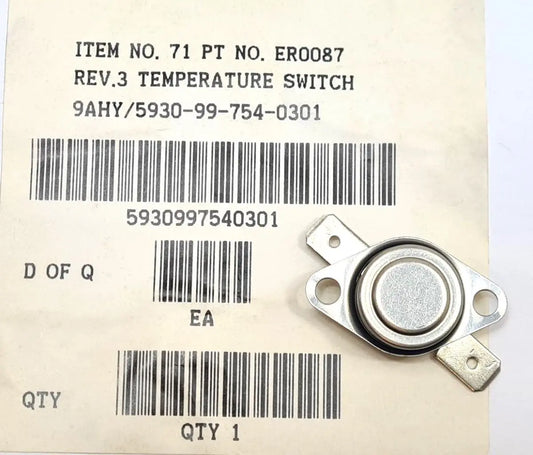 ITEM NO. 71 PT NO. ER0087
REV.3 TEMPERATURE SWITCH
9AHY/5930-99-754-0301
5930997540301
D OF Q
EA
QTY
QTY 1